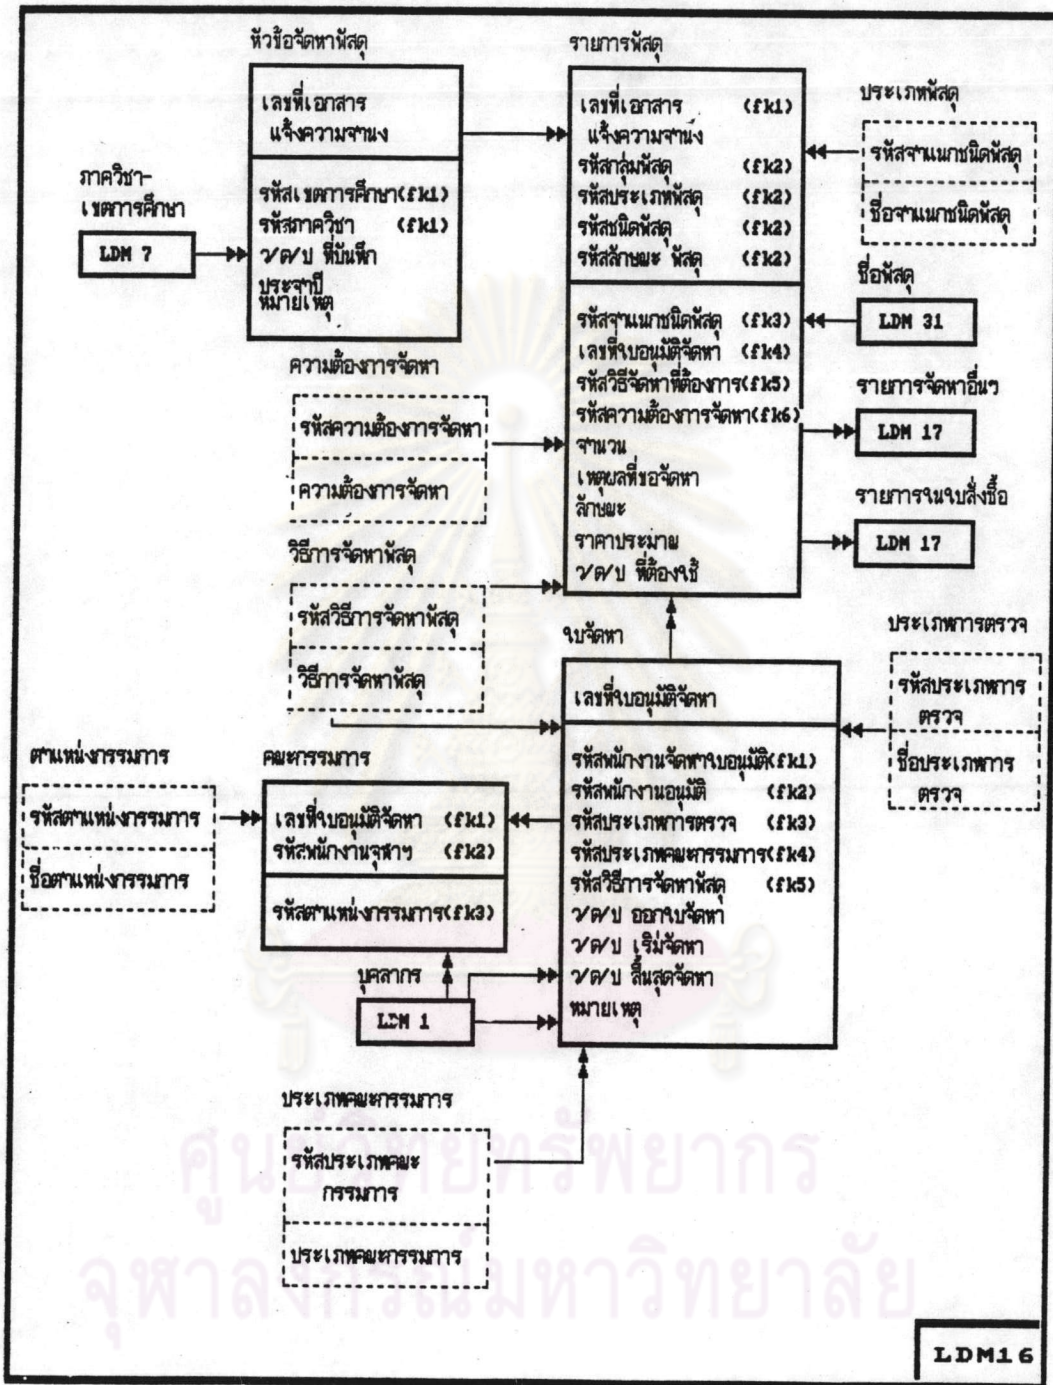 หัวข้อจัดหาพัสดุ
เลขที่เอกสาร
แจ้งความจำนง
รหัสเขตการศึกษา(fk1)
รหัสภาควิชา (fk1)
ว/ด/ป ที่บันทึก
ประจำปี
หมายเหตุ
ภาควิชา-
เขตการศึกษา
LDM 7
รายการพัสดุ
เลขที่เอกสาร (fk1)
แจ้งความจำนง
รหัสกลุ่มพัสดุ (fk2)
รหัสประเภทพัสดุ (fk2)
รหัสชนิดพัสดุ (fk2)
รหัสลักษณะ พัสดุ (fk2)
รหัสจำแนกชนิดพัสดุ (fk3)
เลขที่ใบอนุมัติจัดหา (fk4)
รหัสวิธีจัดหาที่ต้องการ(fk5)
รหัสความต้องการจัดหา(fk6)
จำนวน
เหตุผลที่ขอจัดหา
ลักษณะ
ราคาประมาณ
ว/ด/ป ที่ต้องใช้
ประเภทพัสดุ
รหัสจำแนกชนิดพัสดุ
ชื่อจำแนกชนิดพัสดุ
ชื่อพัสดุ
LDM 31
รายการจัดหาอื่นๆ
LDM 17
รายการในใบสั่งซื้อ
LDM 17
ความต้องการจัดหา
รหัสความต้องการจัดหา
ความต้องการจัดหา
วิธีการจัดหาพัสดุ
รหัสวิธีการจัดหาพัสดุ
วิธีการจัดหาพัสดุ
ใบจัดหา
เลขที่ใบอนุมัติจัดหา
รหัสพนักงานจัดทำใบอนุมัติ(fk1)
รหัสพนักงานอนุมัติ (fk2)
รหัสประเภทการตรวจ (fk3)
รหัสประเภทคณะกรรมการ(fk4)
รหัสวิธีการจัดหาพัสดุ (fk5)
ว/ด/ป ออกใบจัดหา
ว/ด/ป เริ่มจัดหา
ว/ด/ป สิ้นสุดจัดหา
หมายเหตุ
ประเภทการตรวจ
รหัสประเภทการ
ตรวจ
ชื่อประเภทการ
ตรวจ
ตำแหน่งกรรมการ
รหัสตำแหน่งกรรมการ
ชื่อตำแหน่งกรรมการ
คณะกรรมการ
เลขที่ใบอนุมัติจัดหา (fk1)
รหัสพนักงานจุฬาฯ (fk2)
รหัสตำแหน่งกรรมการ(fk3)
บุคลากร
LDM 1
ประเภทคณะกรรมการ
รหัสประเภทคณะ
กรรมการ
ประเภทคณะกรรมการ
ศูนย์วิทยทรัพยากร
จุฬาลงกรณ์มหาวิทยาลัย
LDM16